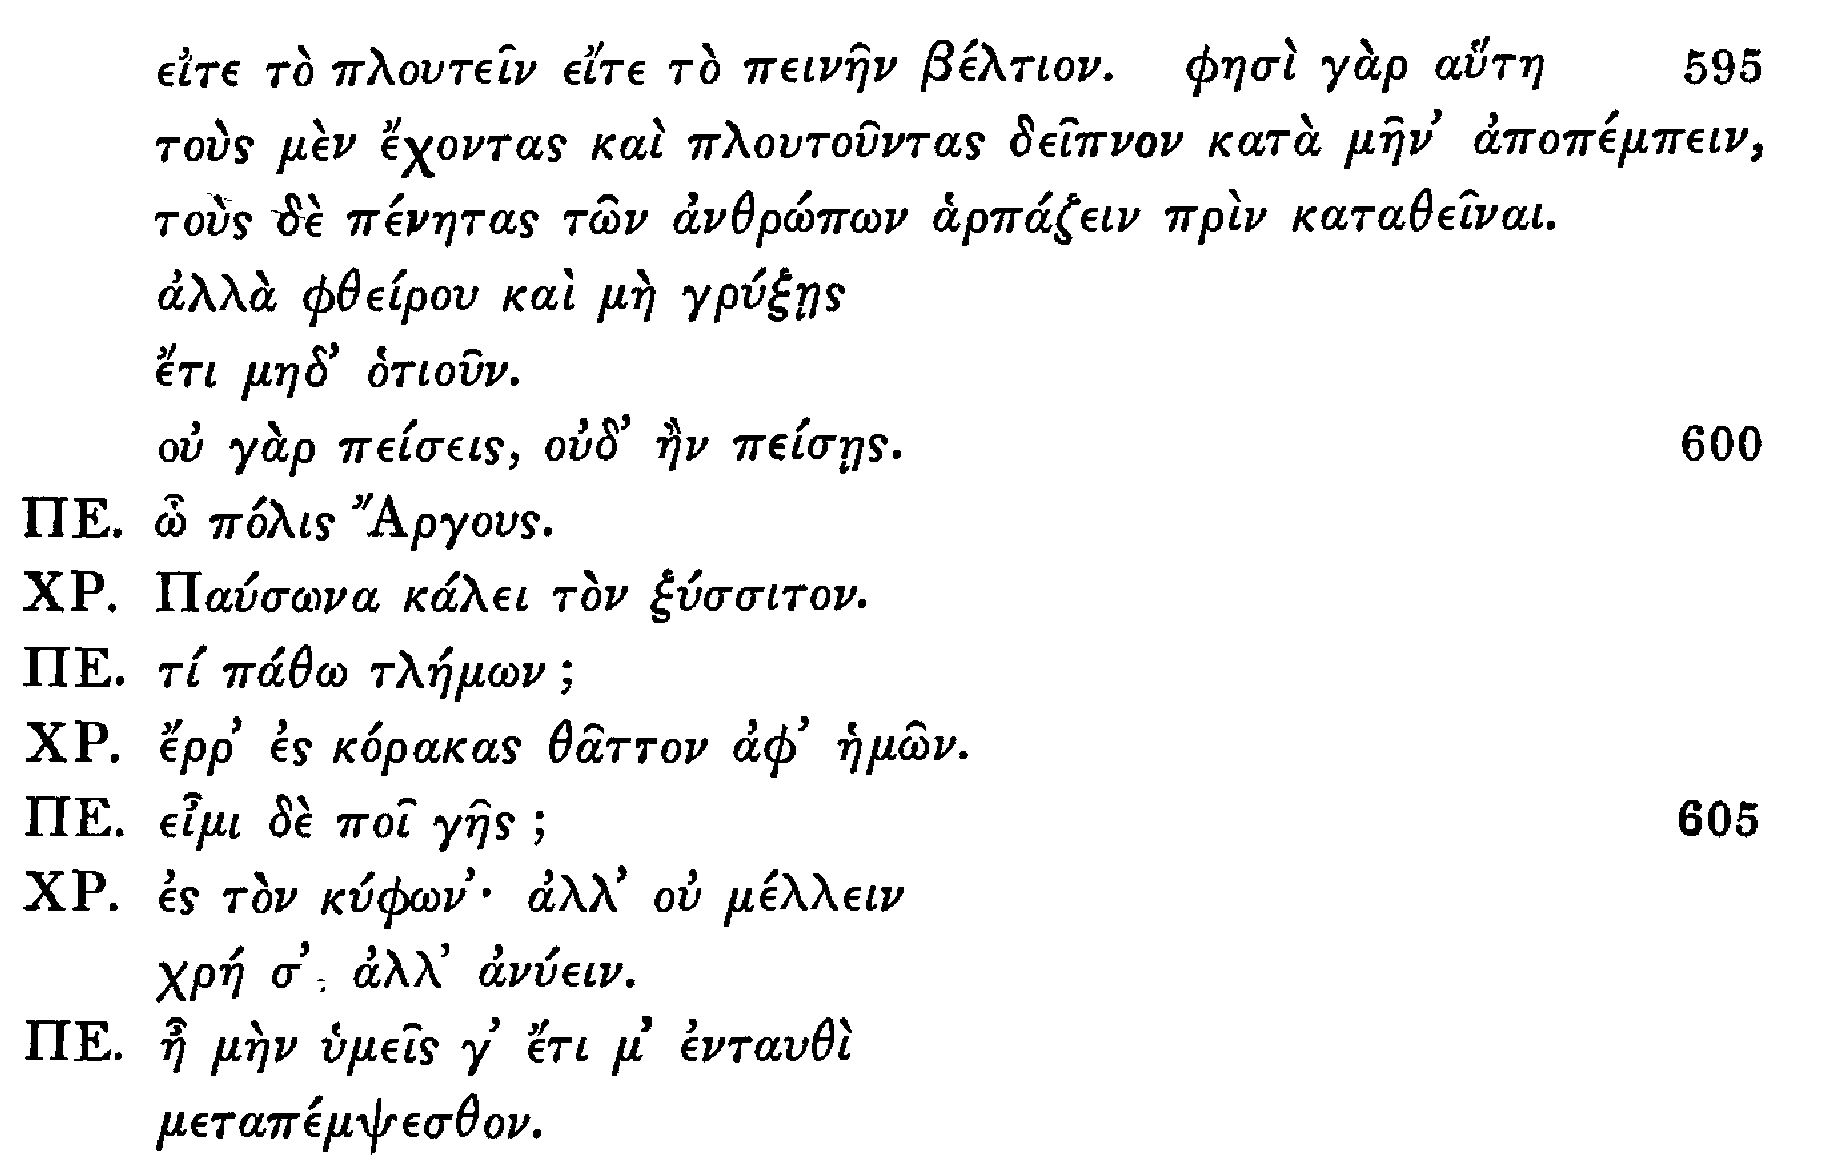 εἴτε τὸ πλουτεῖν εἴτε τὸ πεινῆν βέλτιον. φησὶ γὰρ αὕτη 595
τοὺς μὲν ἔχοντας καὶ πλουτοῦντας δεῖπνον κατὰ μῆν’ ἀποπέμπειν,
τοὺς δὲ πένητας τῶν ἀνθρώπων ἁρπάζειν πρὶν καταθεῖναι.
ἀλλὰ φθείρου καὶ μὴ γρύξῃς
ἔτι μηδ’ ὁτιοῦν.
οὐ γὰρ πείσεις, οὐδ’ ἢν πείσῃς. 600
ΠΕ. ὦ πόλις Ἄργους.
ΧΡ. Παύσωνα κάλει τὸν ξύσσιτον.
ΠΕ. τί πάθω τλήμων ;
ΧΡ. ἔρρ’ ἐς κόρακας θᾶττον ἀφ’ ἡμῶν.
ΠΕ. εἶμι δὲ ποῖ γῆς ; 605
ΧΡ. ἐς τὸν κύφων’· ἀλλ’ οὐ μέλλειν
χρή σ’. ἀλλ’ ἀνύειν.
ΠΕ. ἦ μὴν ὑμεῖς γ’ ἔτι μ’ ἐνταυθὶ
μεταπέμψεσθον.